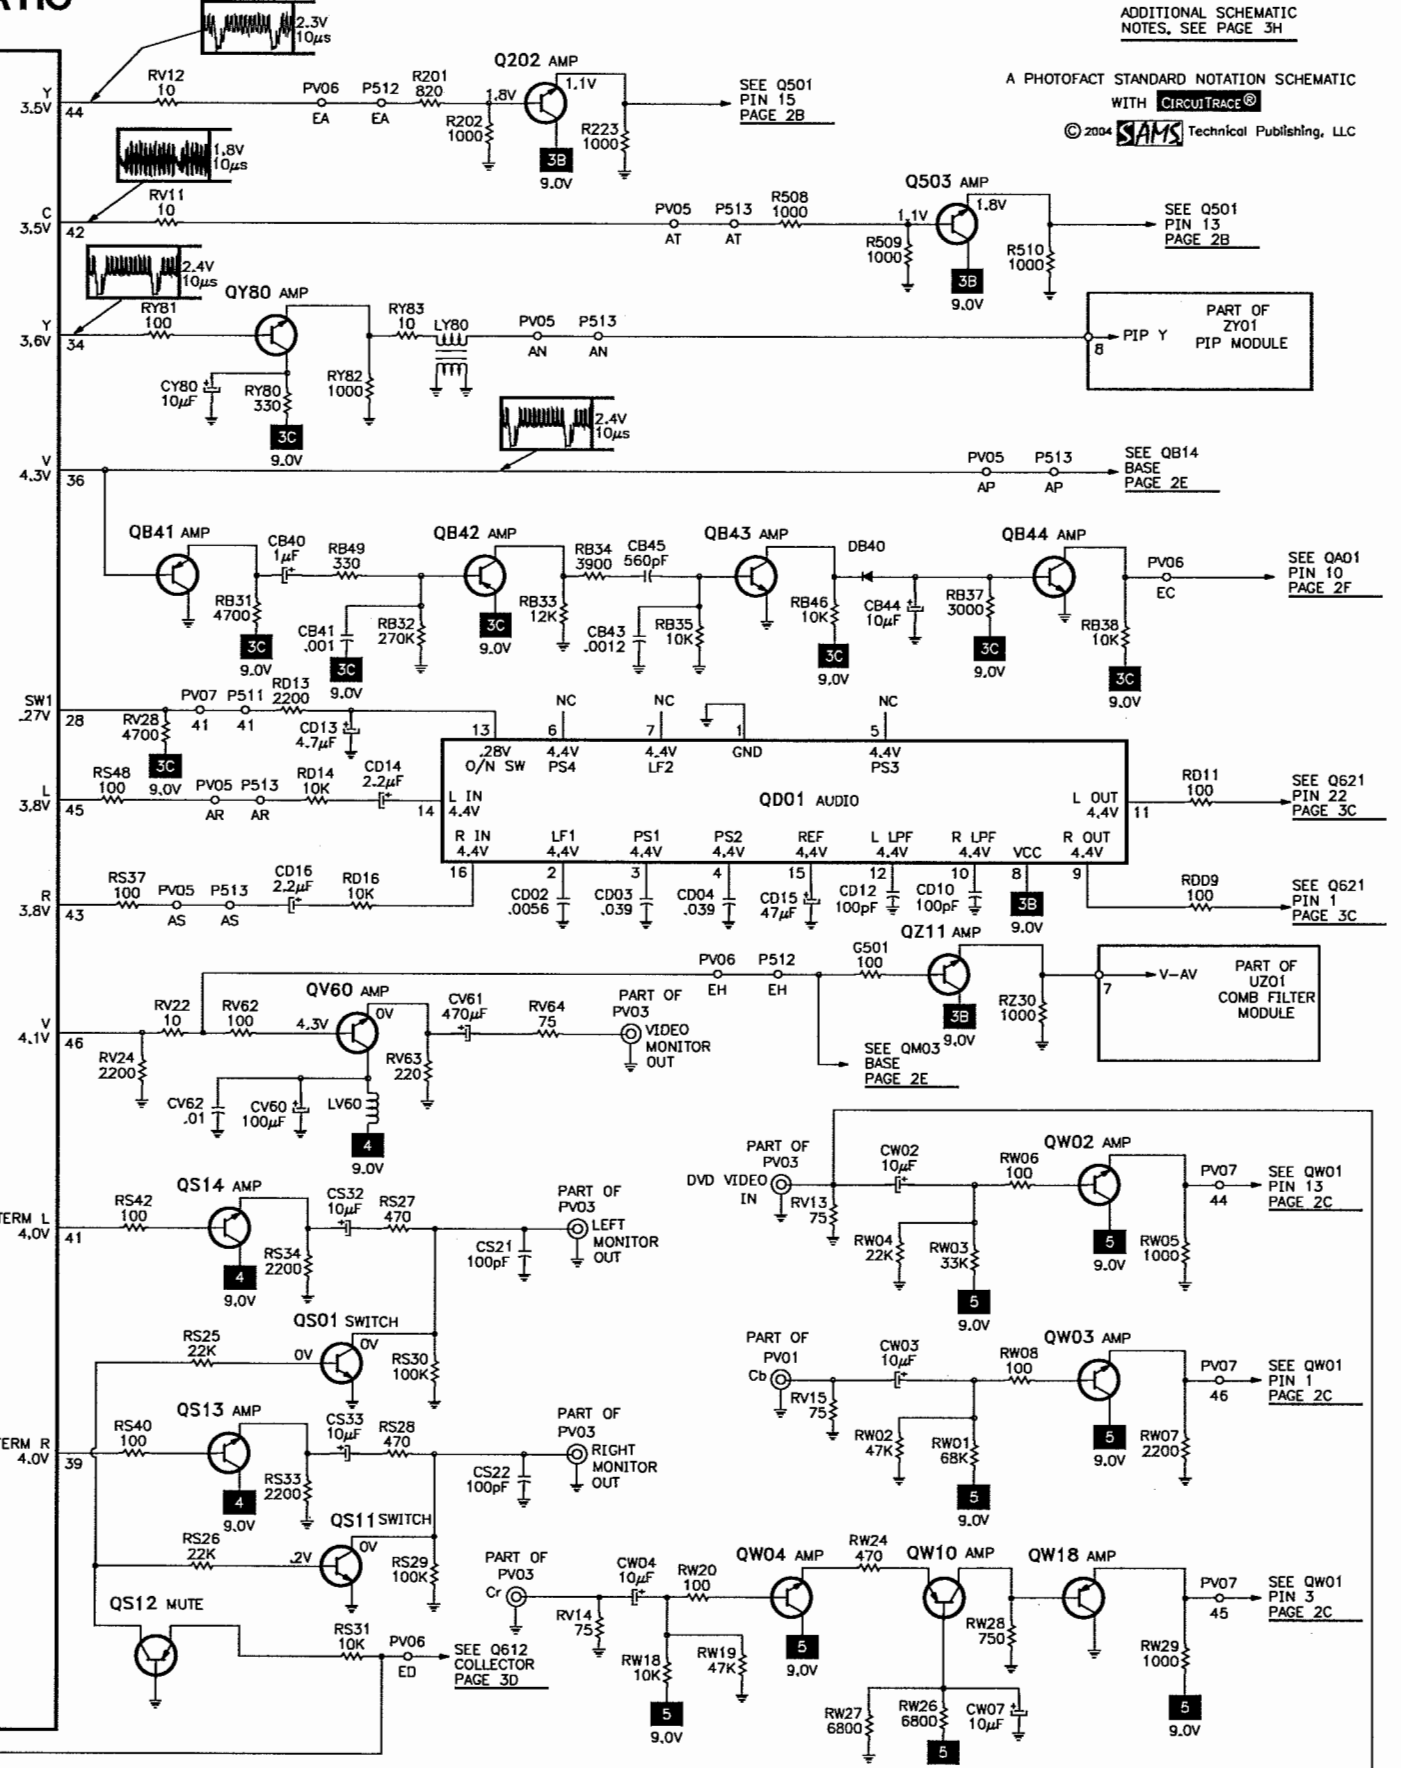 ADDITIONAL SCHEMATIC
NOTES, SEE PAGE 3H
A PHOTOFACT STANDARD NOTATION SCHEMATIC
WITH CIRCUITRACE®
© 2004 SAMS Technical Publishing, LLC
2.3V
10µs
Y
3.5V
44
RV12
10
PV06
EA
P512
EA
R201
820
1.8V
R202
1000
Q202 AMP
1.1V
3B
9.0V
R223
1000
SEE Q501
PIN 15
PAGE 2B
1.8V
10µs
C
3.5V
42
RV11
10
PV05
AT
P513
AT
R508
1000
1.1V
R509
1000
Q503 AMP
1.8V
3B
9.0V
R510
1000
SEE Q501
PIN 13
PAGE 2B
2.4V
10µs
Y
3.6V
34
RY81
100
QY80 AMP
CY80
10µF
RY80
330
3C
9.0V
RY82
1000
RY83
10
LY80
PV05
AN
P513
AN
8
PIP Y
PART OF
ZY01
PIP MODULE
2.4V
10µs
V
4.3V
36
PV05
AP
P513
AP
SEE QB14
BASE
PAGE 2E
QB41 AMP
RB31
4700
3C
9.0V
CB40
1µF
RB49
330
CB41
.001
3C
9.0V
RB32
270K
QB42 AMP
3C
9.0V
RB33
12K
RB34
3900
CB45
560pF
CB43
.0012
RB35
10K
QB43 AMP
RB46
10K
3C
9.0V
DB40
CB44
10µF
RB37
3000
3C
9.0V
QB44 AMP
RB38
10K
3C
9.0V
PV06
EC
SEE QA01
PIN 10
PAGE 2F
SW1
.27V
28
RV28
4700
3C
9.0V
PV07
41
P511
41
RD13
2200
CD13
4.7µF
13
.28V
O/N SW
NC
6
4.4V
PS4
NC
7
4.4V
LF2
1
GND
NC
5
4.4V
PS3
L
3.8V
45
RS48
100
PV05
AR
P513
AR
RD14
10K
CD14
2.2µF
14
L IN
4.4V
QD01 AUDIO
L OUT
4.4V
11
RD11
100
SEE Q621
PIN 22
PAGE 3C
R IN
4.4V
16
LF1
4.4V
2
PS1
4.4V
3
PS2
4.4V
4
REF
4.4V
15
L LPF
4.4V
12
R LPF
4.4V
10
VCC
8
R OUT
4.4V
9
R
3.8V
43
RS37
100
PV05
AS
P513
AS
CD16
2.2µF
RD16
10K
CD02
.0056
CD03
.039
CD04
.039
CD15
47µF
CD12
100pF
CD10
100pF
3B
9.0V
RDD9
100
SEE Q621
PIN 1
PAGE 3C
V
4.1V
46
RV24
2200
RV22
10
RV62
100
4.3V
QV60 AMP
0V
CV62
.01
CV60
100µF
LV60
4
9.0V
RV63
220
CV61
470µF
RV64
75
PART OF
PV03
VIDEO
MONITOR
OUT
PV06
EH
P512
EH
G501
100
QZ11 AMP
3B
9.0V
RZ30
1000
SEE QM03
BASE
PAGE 2E
7
V-AV
PART OF
UZ01
COMB FILTER
MODULE
TERM L
4.0V
41
RS42
100
QS14 AMP
4
9.0V
RS34
2200
CS32
10µF
RS27
470
CS21
100pF
PART OF
PV03
LEFT
MONITOR
OUT
RS25
22K
0V
QS01 SWITCH
0V
RS30
100K
TERM R
4.0V
39
RS40
100
QS13 AMP
4
9.0V
RS33
2200
CS33
10µF
RS28
470
CS22
100pF
PART OF
PV03
RIGHT
MONITOR
OUT
RS26
22K
.2V
QS11 SWITCH
0V
RS29
100K
QS12 MUTE
RS31
10K
PV06
ED
SEE Q612
COLLECTOR
PAGE 3D
PART OF
PV03
DVD VIDEO
IN
RV13
75
CW02
10µF
RW04
22K
RW03
33K
5
9.0V
RW06
100
QW02 AMP
5
9.0V
RW05
1000
PV07
44
SEE QW01
PIN 13
PAGE 2C
PART OF
PV01
Cb
RV15
75
CW03
10µF
RW02
47K
RW01
68K
5
9.0V
RW08
100
QW03 AMP
5
9.0V
RW07
2200
PV07
46
SEE QW01
PIN 1
PAGE 2C
PART OF
PV03
Cr
RV14
75
CW04
10µF
RW18
10K
5
9.0V
RW20
100
RW19
47K
QW04 AMP
5
9.0V
RW24
470
QW10 AMP
RW27
6800
RW26
6800
5
CW07
10µF
RW28
750
QW18 AMP
RW29
1000
5
9.0V
PV07
45
SEE QW01
PIN 3
PAGE 2C